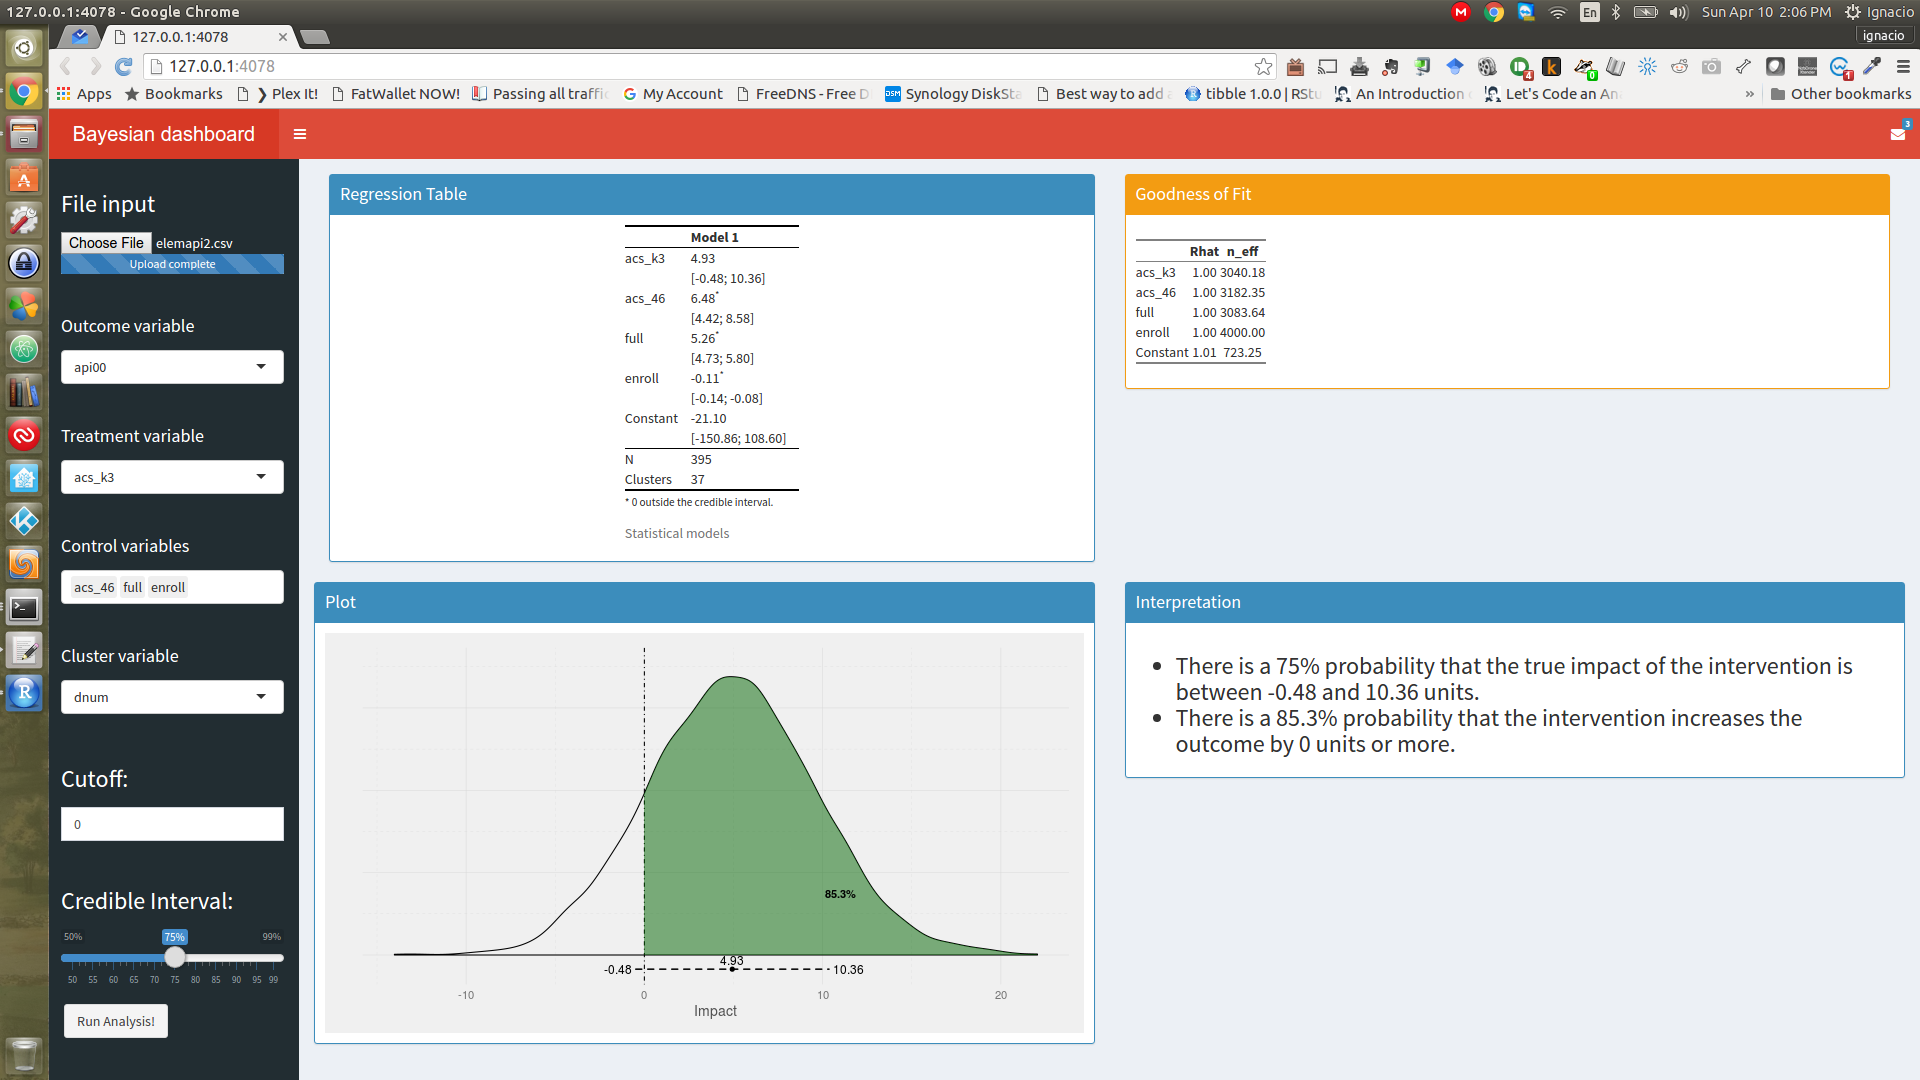 127.0.0.1:4078 - Google Chrome
En
Sun Apr 10 2:06 PM
Ignacio
127.0.0.1:4078
ignacio
127.0.0.1:4078
Apps
Bookmarks
❯ Plex It!
FatWallet NOW!
Passing all traffic
My Account
FreeDNS - Free D
Synology DiskSta
Best way to add a
tibble 1.0.0 | RStu
An Introduction
Let's Code an An
»
Other bookmarks
Bayesian dashboard
3
File input
Choose File elemapi2.csv
Upload complete
Outcome variable
api00
Treatment variable
acs_k3
Control variables
acs_46 full enroll
Cluster variable
dnum
Cutoff:
0
Credible Interval:
50% 75% 99%
50 55 60 65 70 75 80 85 90 95 99
Run Analysis!
Regression Table
Model 1
acs_k3 4.93
[-0.48; 10.36]
acs_46 6.48*
[4.42; 8.58]
full 5.26*
[4.73; 5.80]
enroll -0.11*
[-0.14; -0.08]
Constant -21.10
[-150.86; 108.60]
N 395
Clusters 37
* 0 outside the credible interval.
Statistical models
Goodness of Fit
Rhat n_eff
acs_k3 1.00 3040.18
acs_46 1.00 3182.35
full 1.00 3083.64
enroll 1.00 4000.00
Constant 1.01 723.25
Plot
85.3%
4.93
-0.48 10.36
-10 0 10 20
Impact
Interpretation
• There is a 75% probability that the true impact of the intervention is
between -0.48 and 10.36 units.
• There is a 85.3% probability that the intervention increases the
outcome by 0 units or more.